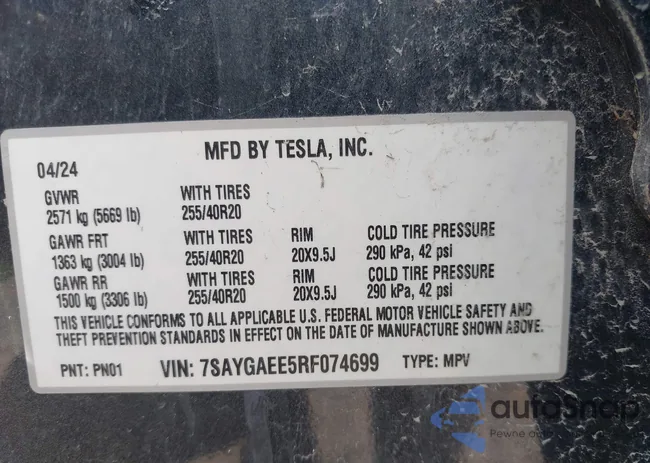 04/24
MFD BY TESLA, INC.
GVWR WITH TIRES
2571 kg (5669 lb) 255/40R20
GAWR FRT WITH TIRES RIM COLD TIRE PRESSURE
1363 kg (3004 lb) 255/40R20 20X9.5J 290 kPa, 42 psi
GAWR RR WITH TIRES RIM COLD TIRE PRESSURE
1500 kg (3306 lb) 255/40R20 20X9.5J 290 kPa, 42 psi
THIS VEHICLE CONFORMS TO ALL APPLICABLE U.S. FEDERAL MOTOR VEHICLE SAFETY AND
THEFT PREVENTION STANDARDS IN EFFECT ON THE DATE OF MANUFACTURE SHOWN ABOVE.
PNT: PN01 VIN: 7SAYGAEE5RF074699 TYPE: MPV
autoSnap
Pewne